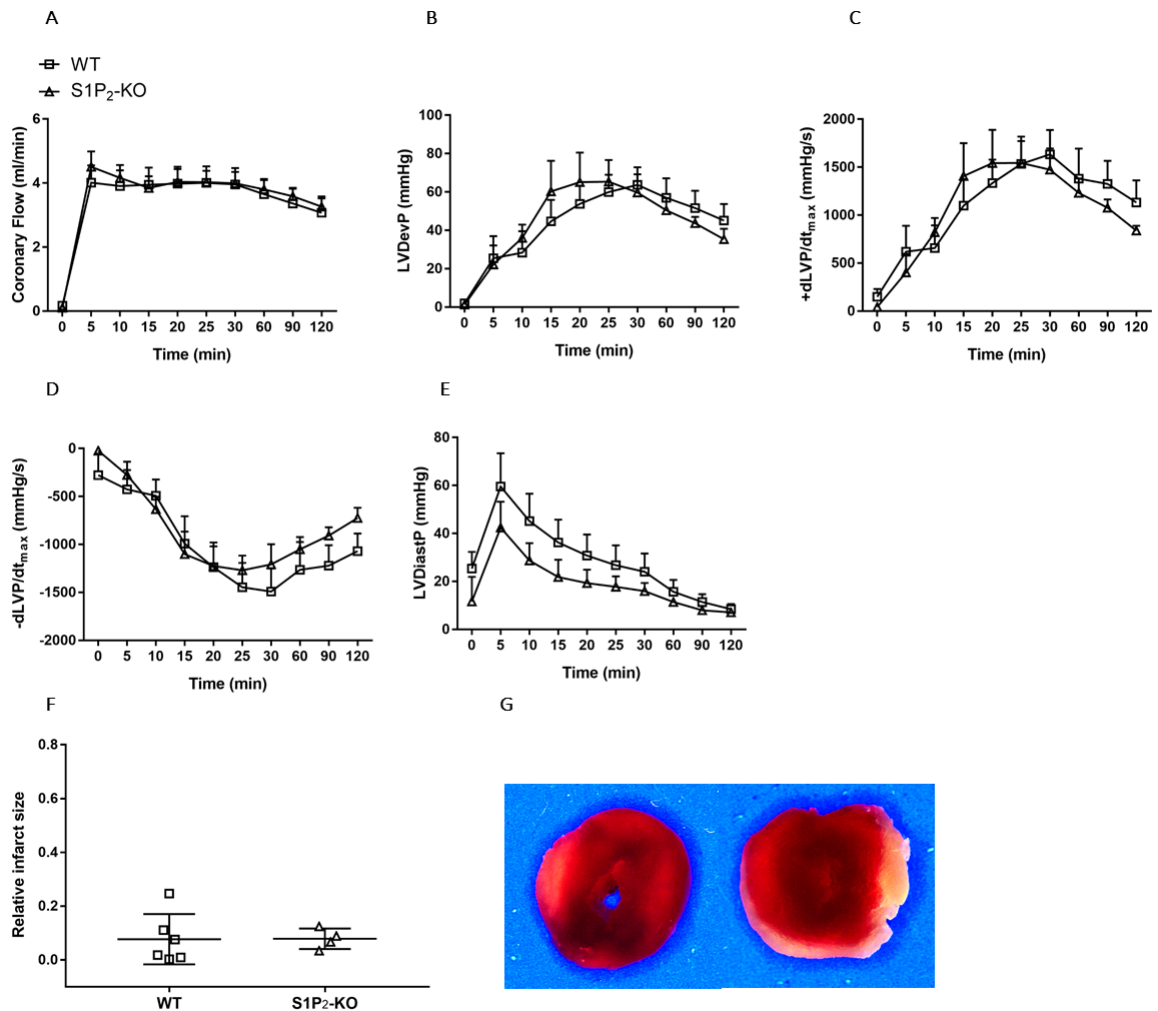 A
B
C
WT
S1P₂-KO
Coronary Flow (ml/min)
6
4
2
0
0 5 10 15 20 25 30 60 90 120
Time (min)
LVDevP (mmHg)
100
80
60
40
20
0
0 5 10 15 20 25 30 60 90 120
Time (min)
+dLVP/dtₘₐₓ (mmHg/s)
2000
1500
1000
500
0
0 5 10 15 20 25 30 60 90 120
Time (min)
D
E
-dLVP/dtₘₐₓ (mmHg/s)
0
-500
-1000
-1500
-2000
0 5 10 15 20 25 30 60 90 120
Time (min)
LVDiastP (mmHg)
80
60
40
20
0
0 5 10 15 20 25 30 60 90 120
Time (min)
F
G
Relative infarct size
0.8
0.6
0.4
0.2
0.0
WT S1P₂-KO